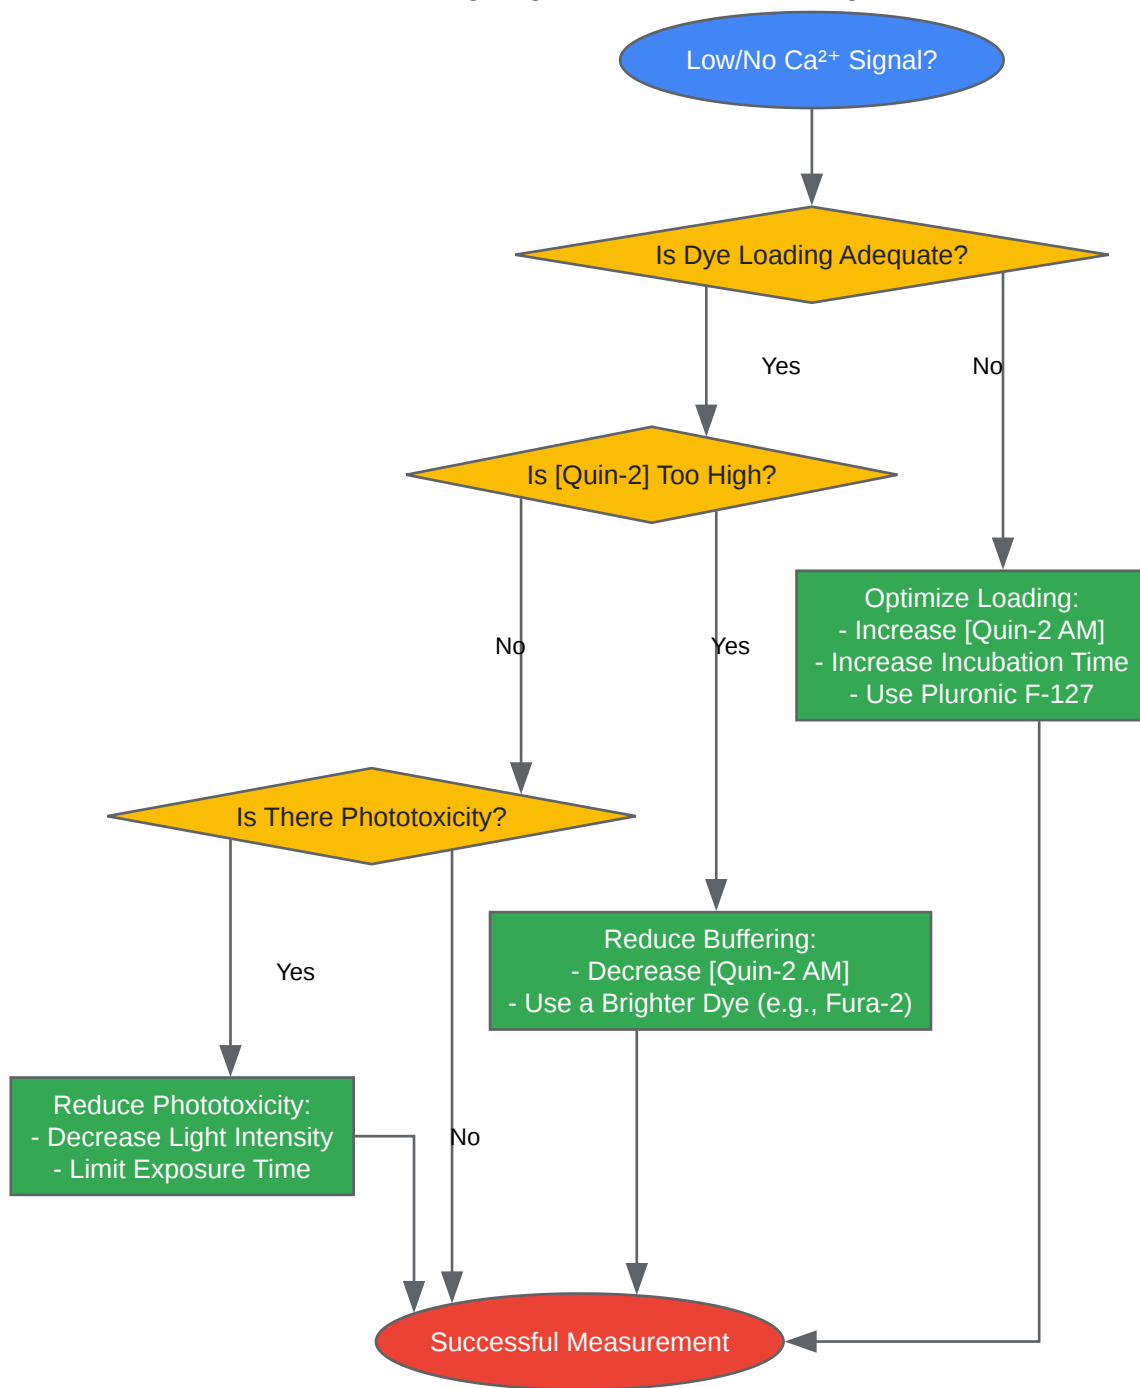 Low/No Ca²⁺ Signal?
Is Dye Loading Adequate?
Yes
No
Is [Quin-2] Too High?
Optimize Loading:
- Increase [Quin-2 AM]
- Increase Incubation Time
- Use Pluronic F-127
No
Yes
Is There Phototoxicity?
Reduce Buffering:
- Decrease [Quin-2 AM]
- Use a Brighter Dye (e.g., Fura-2)
Yes
Reduce Phototoxicity:
- Decrease Light Intensity
- Limit Exposure Time
No
Successful Measurement